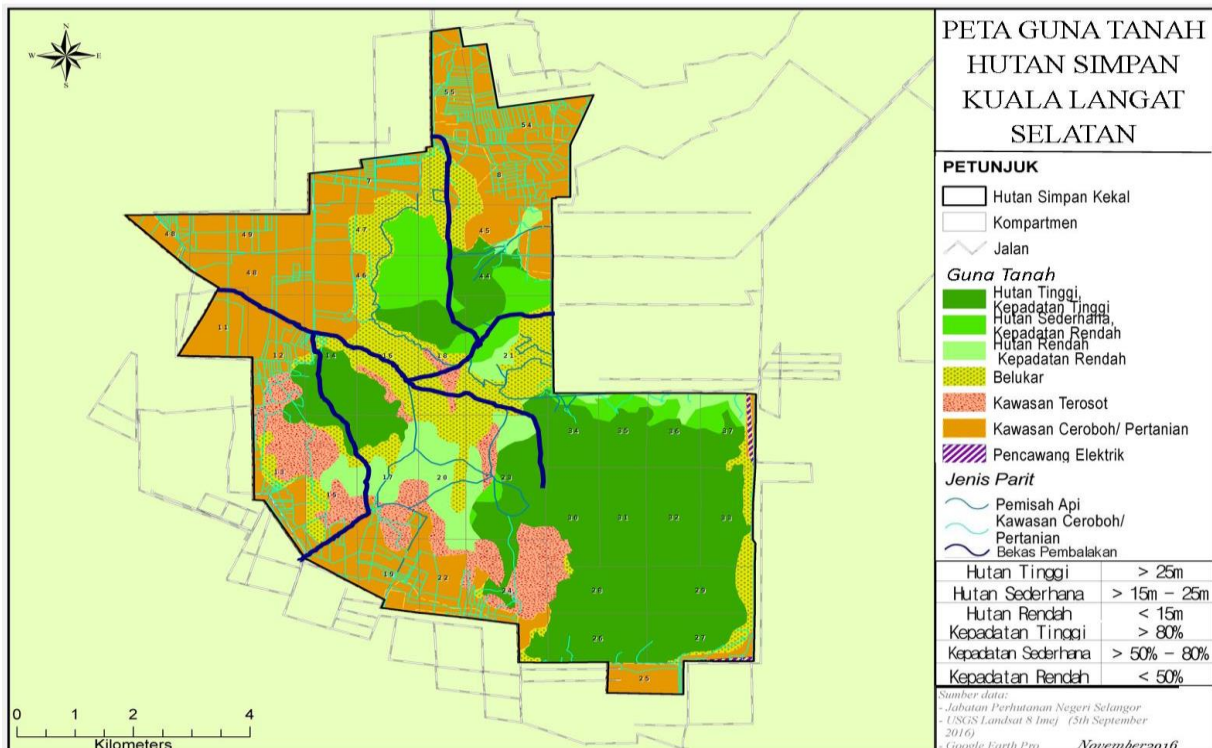 N
W E
S
PETA GUNA TANAH
HUTAN SIMPAN
KUALA LANGAT
SELATAN
PETUNJUK
Hutan Simpan Kekal
Kompartmen
Jalan
Guna Tanah
Hutan Tinggi,
Kepadatan Tinggi
Hutan Sederhana,
Kepadatan Rendah
Hutan Rendah
Kepadatan Rendah
Belukar
Kawasan Terosot
Kawasan Ceroboh/ Pertanian
Pencawang Elektrik
Jenis Parit
Pemisah Api
Kawasan Ceroboh/
Pertanian
Bekas Pembalakan
Hutan Tinggi > 25m
Hutan Sederhana > 15m - 25m
Hutan Rendah < 15m
Kepadatan Tinggi > 80%
Kepadatan Sederhana > 50% - 80%
Kepadatan Rendah < 50%
Sumber data:
- Jabatan Perhutanan Negeri Selangor
- USGS Landsat 8 Imej (5th September
2016)
- Google Earth Pro November2016
55
54
7 8
48 49 47 45
48 46 44
11
12 14 16 18 21
34 35 36 37
13 17 20 23
30 31 32 33
19 22
24 28 29
26 27
25
0 1 2 4
Kilometers